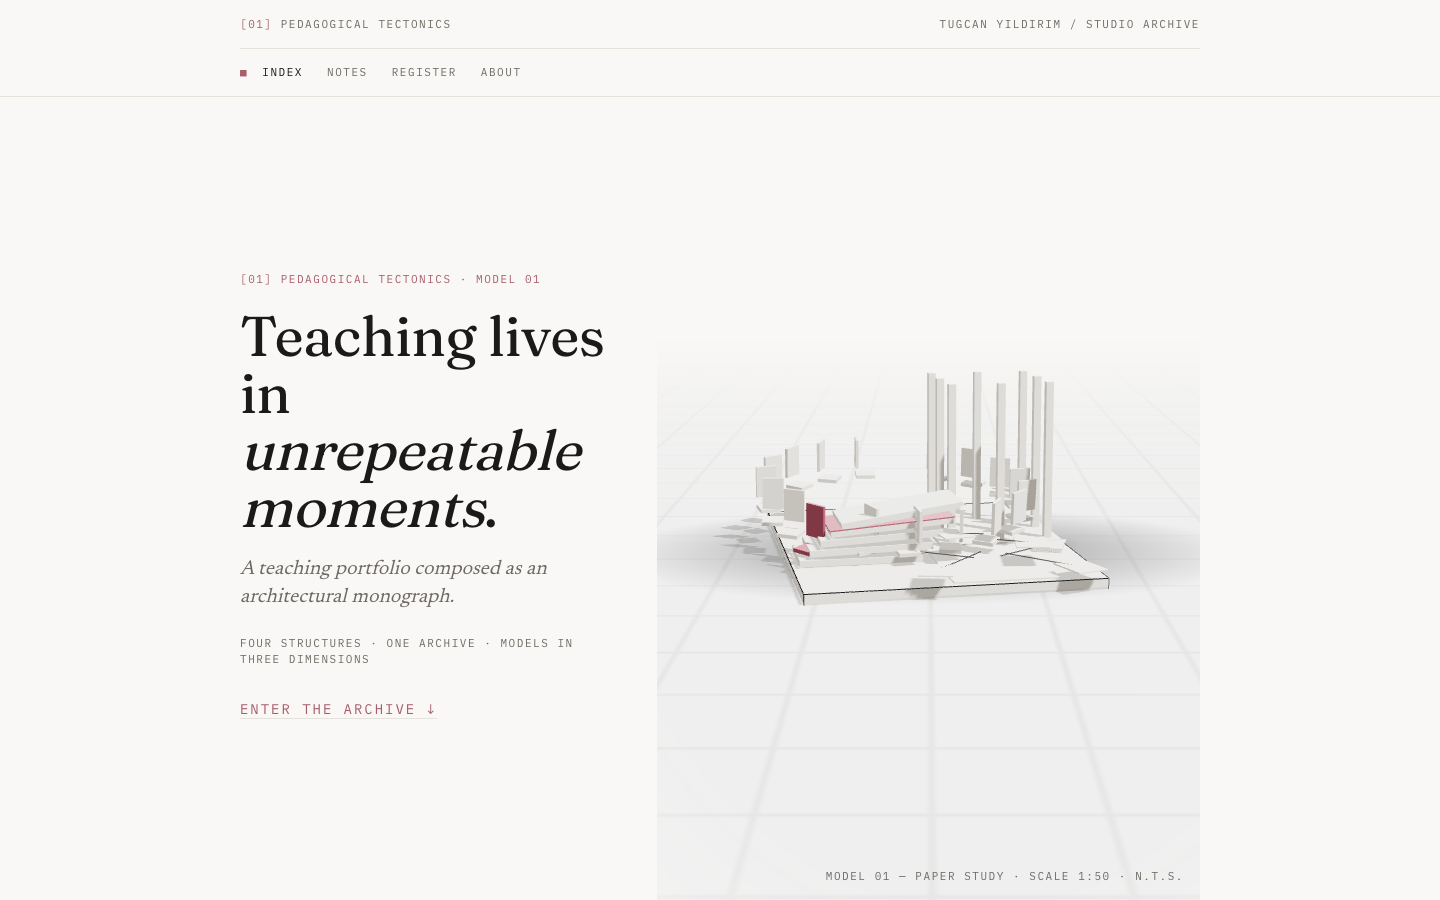 [01] PEDAGOGICAL TECTONICS
TUGCAN YILDIRIM / STUDIO ARCHIVE
INDEX NOTES REGISTER ABOUT
[01] PEDAGOGICAL TECTONICS · MODEL 01
Teaching lives
in
unrepeatable
moments.
A teaching portfolio composed as an
architectural monograph.
FOUR STRUCTURES · ONE ARCHIVE · MODELS IN
THREE DIMENSIONS
ENTER THE ARCHIVE ↓
MODEL 01 — PAPER STUDY · SCALE 1:50 · N.T.S.